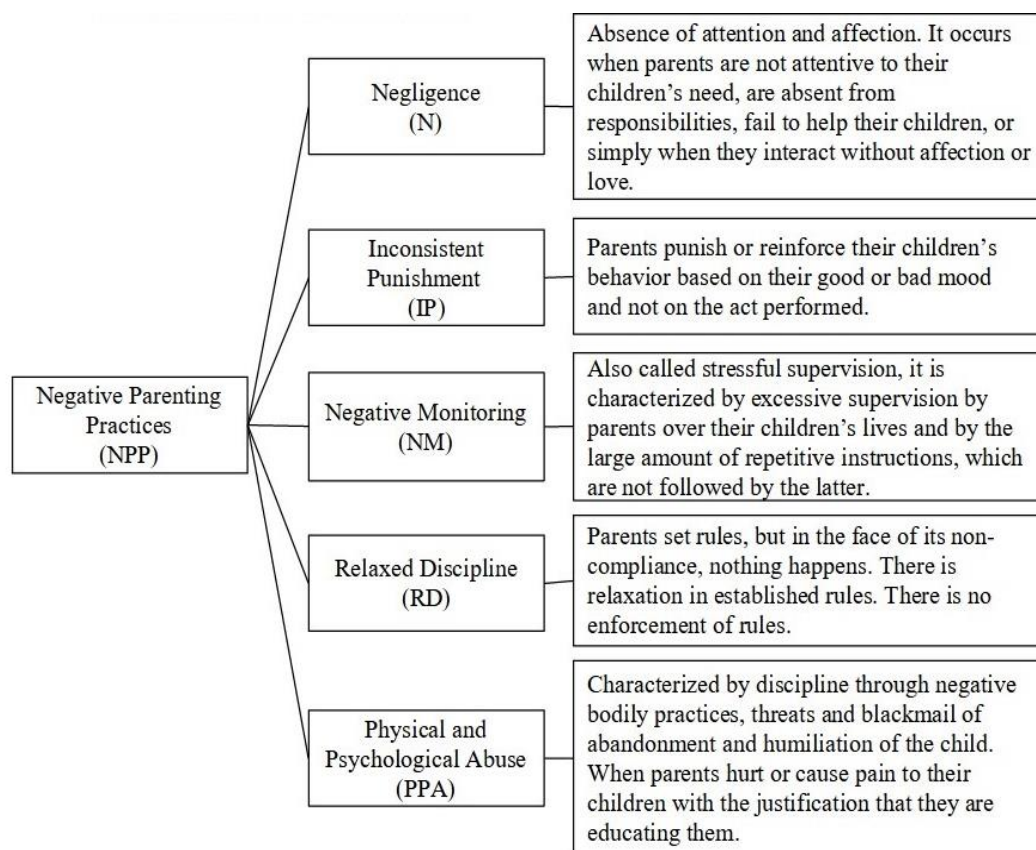 Negative Parenting
Practices
(NPP)
Negligence
(N)
Absence of attention and affection. It occurs
when parents are not attentive to their
children’s need, are absent from
responsibilities, fail to help their children, or
simply when they interact without affection or
love.
Inconsistent
Punishment
(IP)
Parents punish or reinforce their children’s
behavior based on their good or bad mood
and not on the act performed.
Negative Monitoring
(NM)
Also called stressful supervision, it is
characterized by excessive supervision by
parents over their children’s lives and by the
large amount of repetitive instructions, which
are not followed by the latter.
Relaxed Discipline
(RD)
Parents set rules, but in the face of its non-
compliance, nothing happens. There is
relaxation in established rules. There is no
enforcement of rules.
Physical and
Psychological Abuse
(PPA)
Characterized by discipline through negative
bodily practices, threats and blackmail of
abandonment and humiliation of the child.
When parents hurt or cause pain to their
children with the justification that they are
educating them.